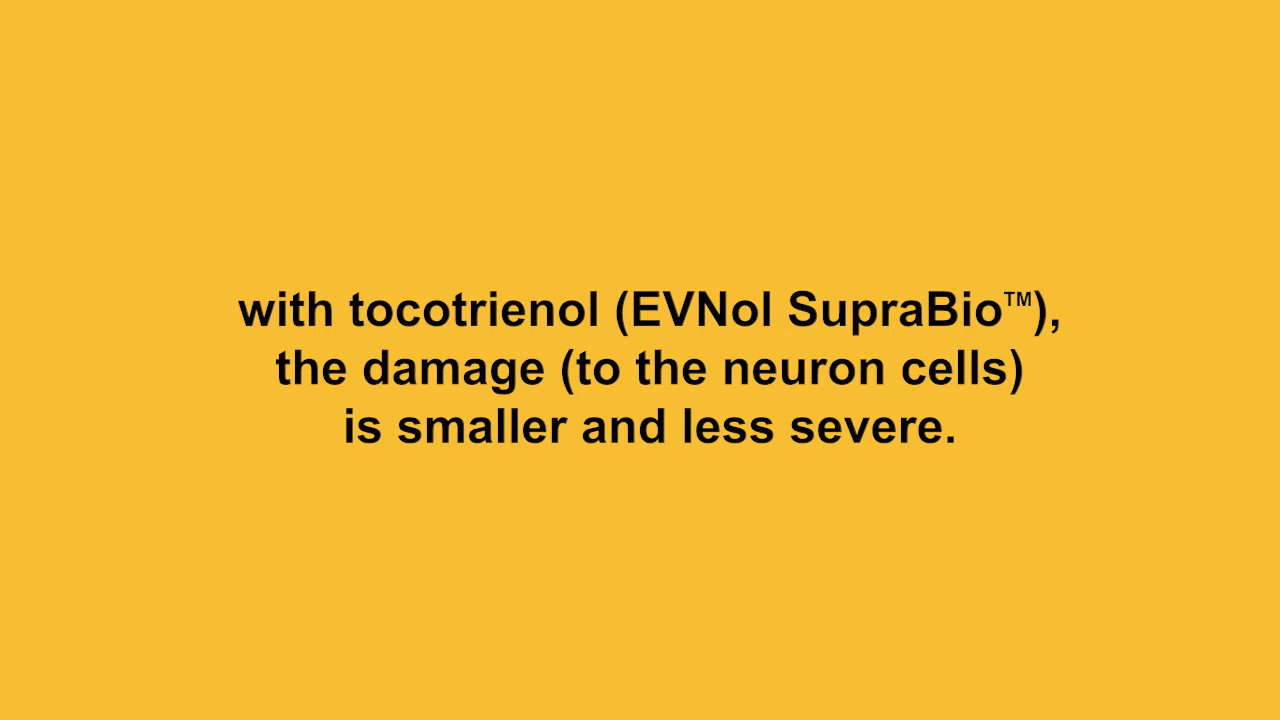 with tocotrienol (EVNol SupraBio™),
the damage (to the neuron cells)
is smaller and less severe.